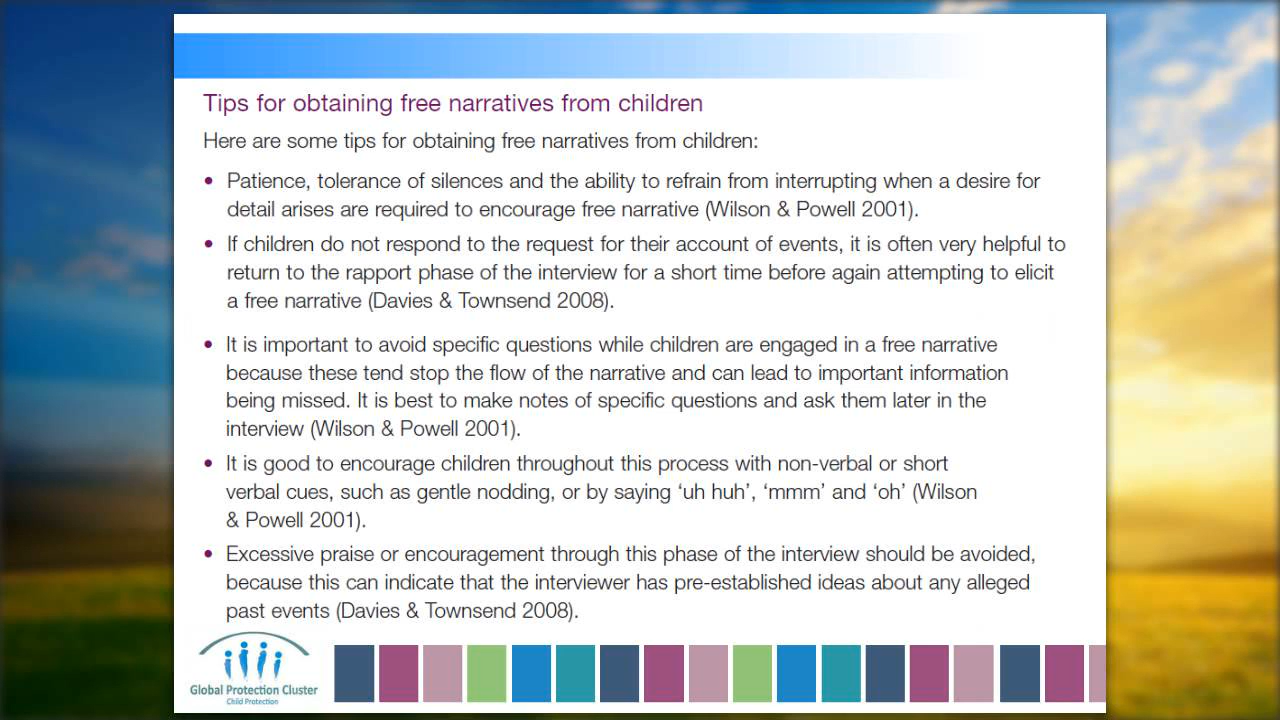 Tips for obtaining free narratives from children
Here are some tips for obtaining free narratives from children:
• Patience, tolerance of silences and the ability to refrain from interrupting when a desire for
detail arises are required to encourage free narrative (Wilson & Powell 2001).
• If children do not respond to the request for their account of events, it is often very helpful to
return to the rapport phase of the interview for a short time before again attempting to elicit
a free narrative (Davies & Townsend 2008).
• It is important to avoid specific questions while children are engaged in a free narrative
because these tend stop the flow of the narrative and can lead to important information
being missed. It is best to make notes of specific questions and ask them later in the
interview (Wilson & Powell 2001).
• It is good to encourage children throughout this process with non-verbal or short
verbal cues, such as gentle nodding, or by saying ‘uh huh’, ‘mmm’ and ‘oh’ (Wilson
& Powell 2001).
• Excessive praise or encouragement through this phase of the interview should be avoided,
because this can indicate that the interviewer has pre-established ideas about any alleged
past events (Davies & Townsend 2008).
Global Protection Cluster
Child Protection